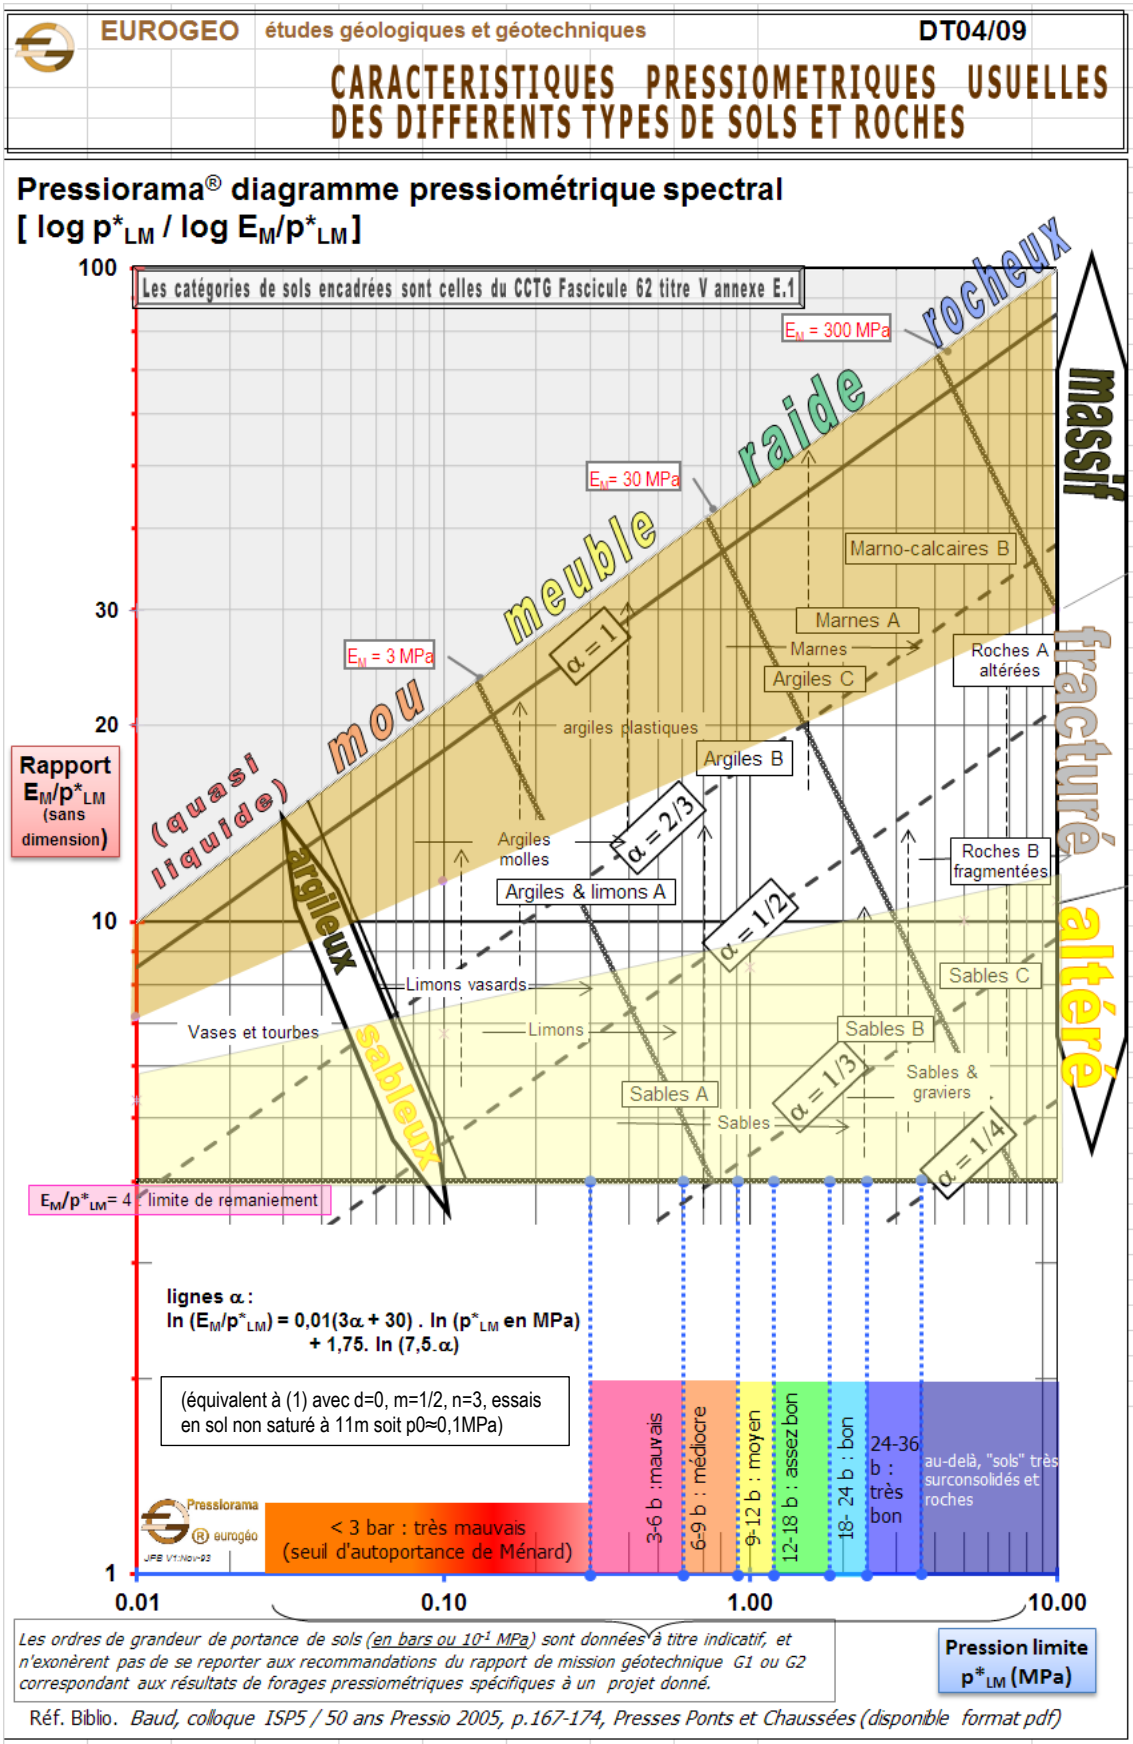 EUROGEO études géologiques et géotechniques DT04/09
CARACTERISTIQUES PRESSIOMETRIQUES USUELLES
DES DIFFERENTS TYPES DE SOLS ET ROCHES
Pressiorama® diagramme pressiométrique spectral
[ log p*LM / log EM/p*LM ]
100
Les catégories de sols encadrées sont celles du CCTG Fascicule 62 titre V annexe E.1
rocheux
EM = 300 MPa
massif
raide
EM= 30 MPa
meuble
Marno-calcaires B
30
α = 1
Marnes A
fracturé
EM = 3 MPa
Marnes
Roches A
altérées
Argiles C
mou
20
argiles plastiques
Argiles B
Rapport
EM/p*LM
(sans
dimension)
(quasi
liquide)
α = 2/3
Argiles
molles
Roches B
fragmentées
argileux
Argiles & limons A
α = 1/2
10
altéré
Limons vasards
Sables C
Vases et tourbes
Limons
Sables B
sableux
α = 1/3
Sables &
graviers
Sables A
Sables
α = 1/4
EM/p*LM= 4 : limite de remaniement
lignes α :
ln (EM/p*LM) = 0,01(3α + 30) . ln (p*LM en MPa)
+ 1,75. ln (7,5.α)
(équivalent à (1) avec d=0, m=1/2, n=3, essais
en sol non saturé à 11m soit p0≈0,1MPa)
3-6 b :mauvais
6-9 b : médiocre
9-12 b : moyen
12-18 b : assez bon
18- 24 b : bon
24-36
b :
très
bon
au-delà, "sols" très
surconsolidés et
roches
Pressiorama
® eurogéo
JPB V1:Nov-93
< 3 bar : très mauvais
(seuil d'autoportance de Ménard)
1
0.01 0.10 1.00 10.00
Les ordres de grandeur de portance de sols (en bars ou 10-1 MPa) sont données à titre indicatif, et
n'exonèrent pas de se reporter aux recommandations du rapport de mission géotechnique G1 ou G2
correspondant aux résultats de forages pressiométriques spécifiques à un projet donné.
Pression limite
p*LM (MPa)
Réf. Biblio. Baud, colloque ISP5 / 50 ans Pressio 2005, p.167-174, Presses Ponts et Chaussées (disponible format pdf)